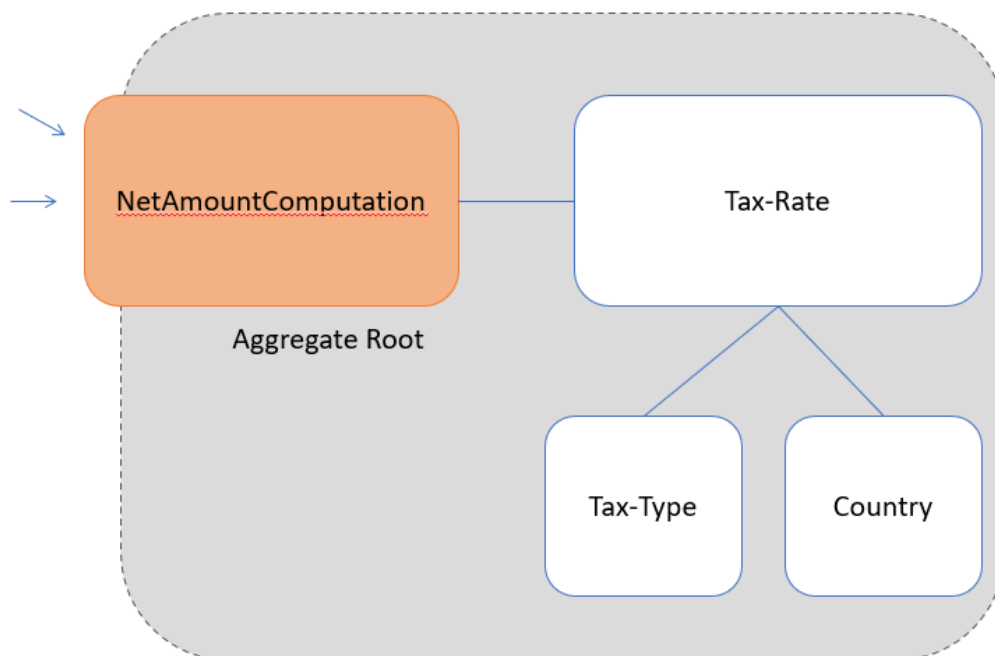 NetAmountComputation
Tax-Rate
Aggregate Root
Tax-Type
Country